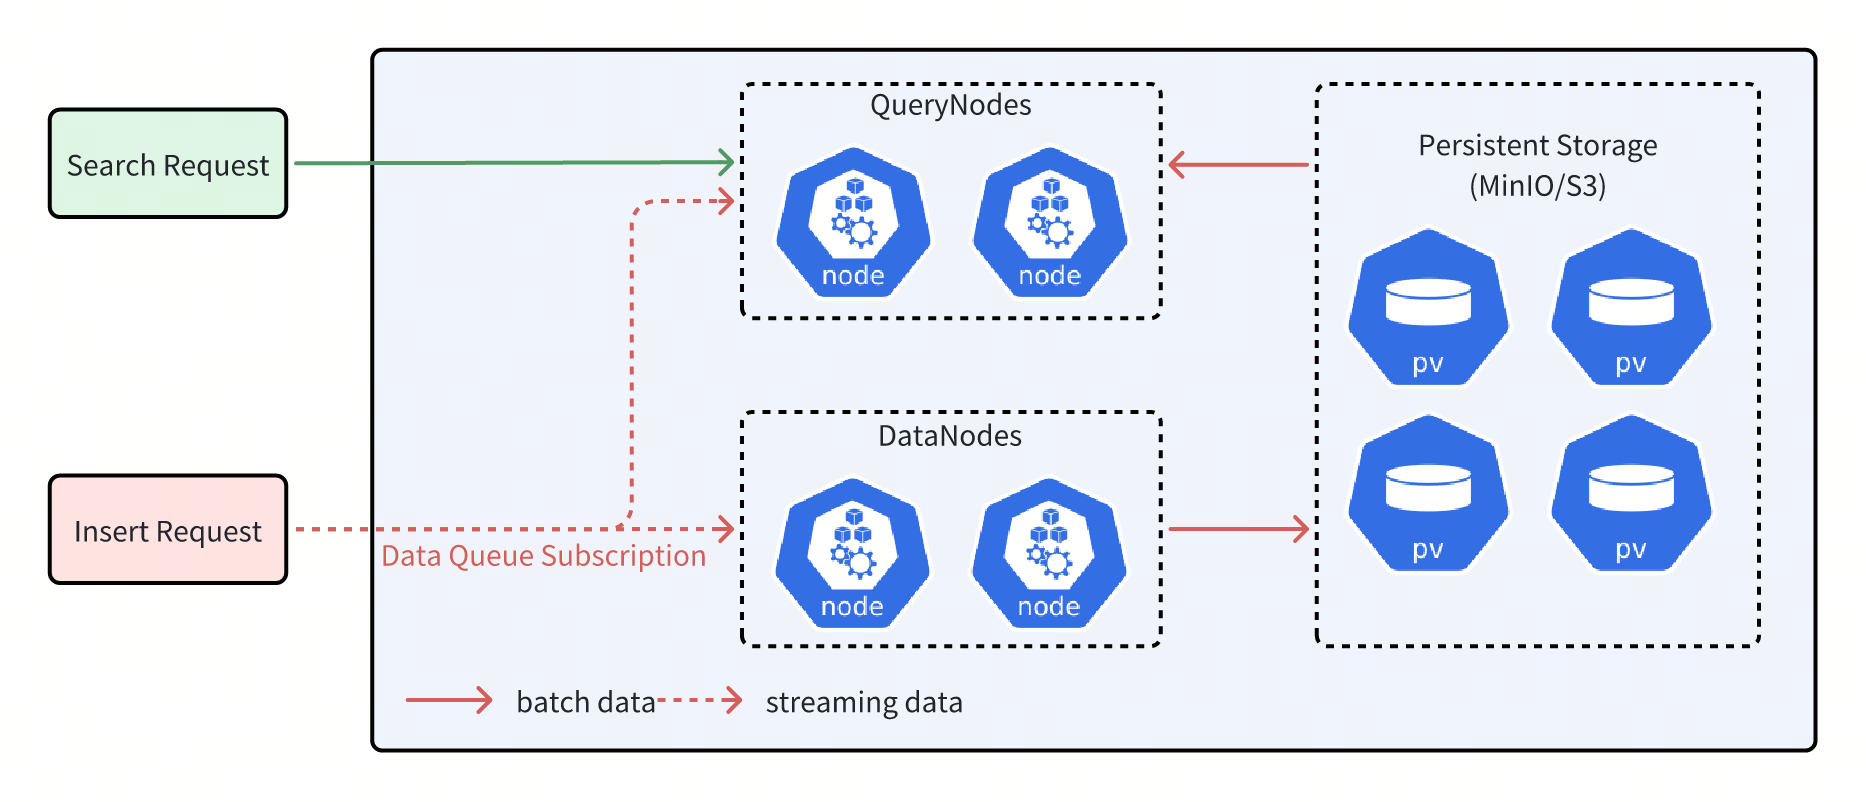 Search Request
QueryNodes
node
node
Persistent Storage
(MinIO/S3)
pv
pv
pv
pv
Insert Request
Data Queue Subscription
DataNodes
node
node
batch data
streaming data